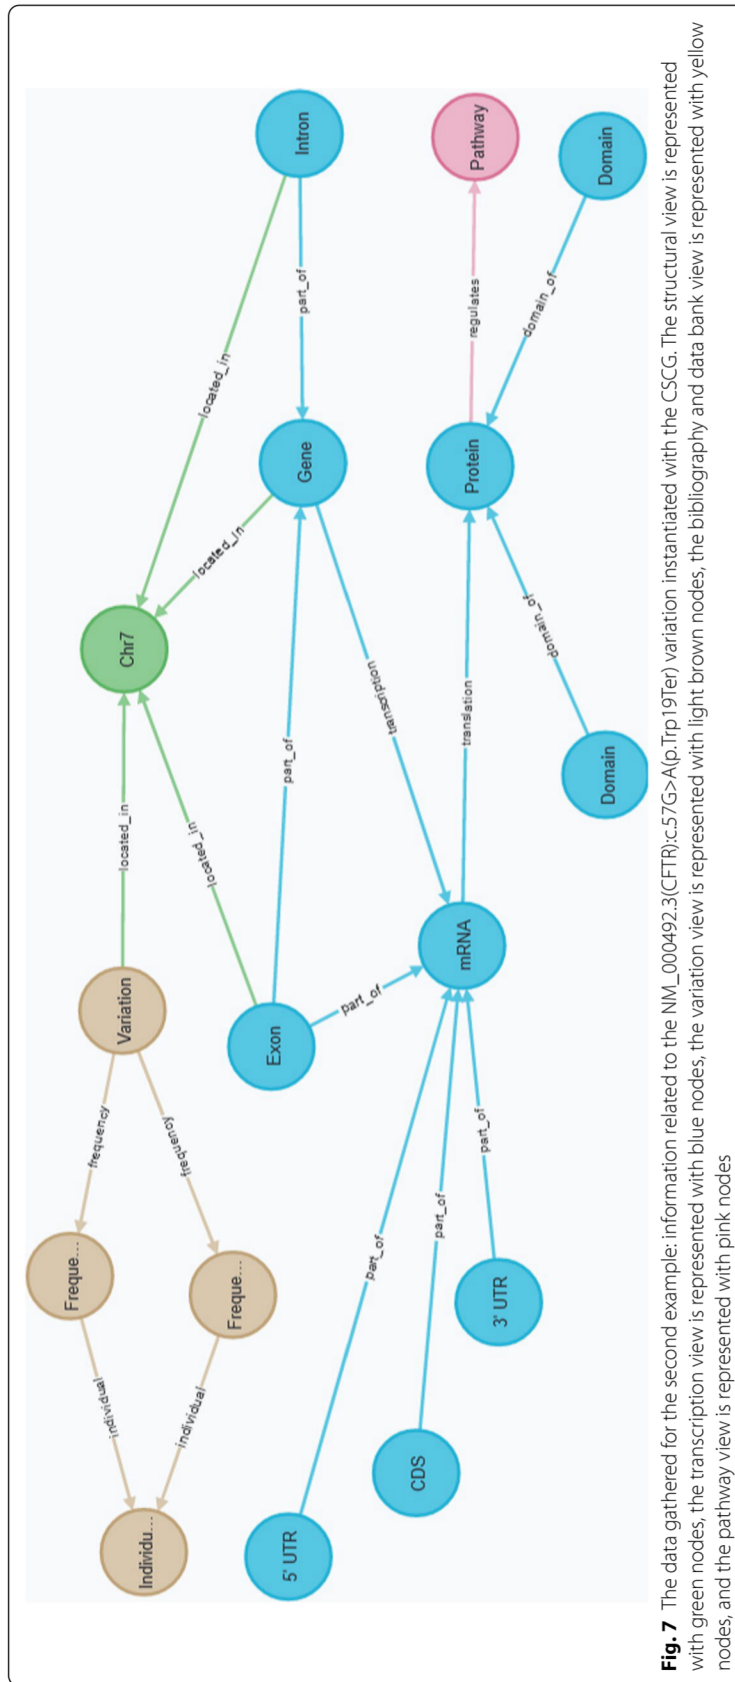 Freque...
individual
frequency
Variation
located_in
Chr7
Individu...
individual
frequency
located_in
located_in
located_in
Freque...
Exon
part_of
5' UTR
Gene
part_of
Intron
part_of
part_of
transcription
CDS
part_of
mRNA
translation
Protein
regulates
Pathway
part_of
3' UTR
domain_of
domain_of
Domain
Domain
Fig. 7 The data gathered for the second example: information related to the NM_000492.3(CFTR):c.57G>A(p.Trp19Ter) variation instantiated with the CSCG. The structural view is represented
with green nodes, the transcription view is represented with blue nodes, the variation view is represented with light brown nodes, the bibliography and data bank view is represented with yellow
nodes, and the pathway view is represented with pink nodes